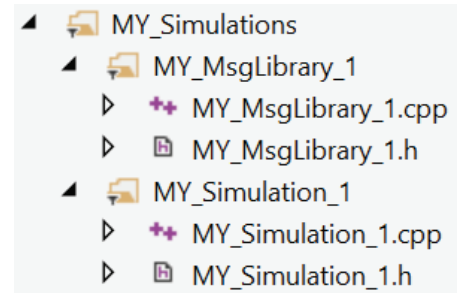 MY_Simulations
MY_MsgLibrary_1
MY_MsgLibrary_1.cpp
MY_MsgLibrary_1.h
MY_Simulation_1
MY_Simulation_1.cpp
MY_Simulation_1.h